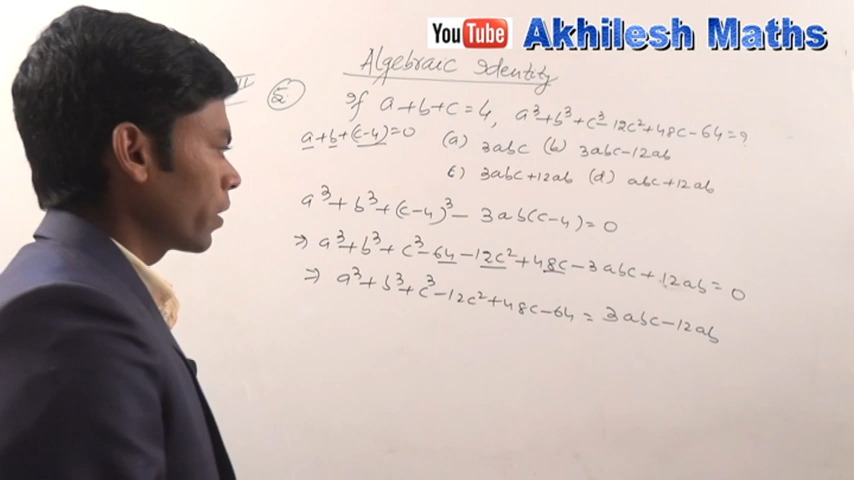 YouTube Akhilesh Maths
Algebraic Identity
II
5 If a+b+c=4, a³+b³+c³-12c²+48c-64=?
a+b+(c-4)=0
(a) 3abc (b) 3abc-12ab
c) 3abc+12ab (d) abc+12ab
a³+b³+(c-4)³-3ab(c-4)=0
⇒ a³+b³+c³-64-12c²+48c-3abc+12ab=0
⇒ a³+b³+c³-12c²+48c-64=3abc-12ab